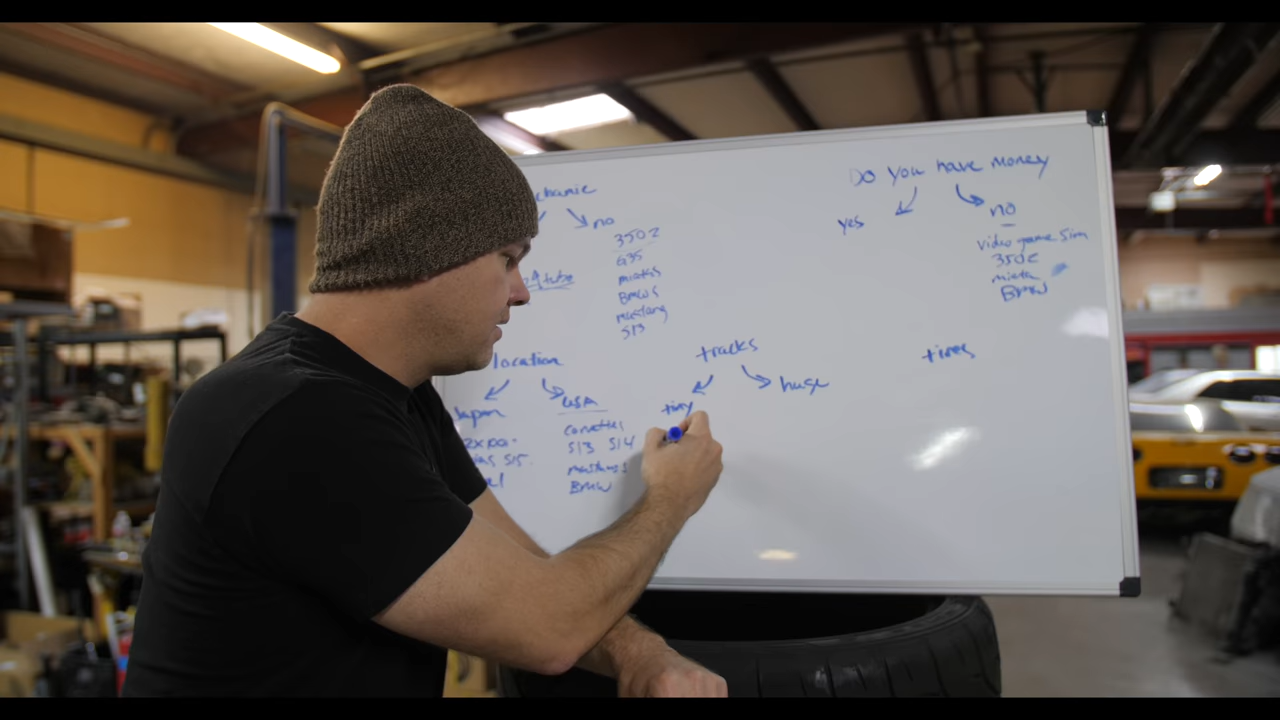 Do you have money
yes
no
video game sim
350z
miata
BMW
no
350z
G35
miatas
BMWs
mustang
S13
location
Japan
USA
corvettes
S13 S14
mustangs
BMW
tracks
tiny
huge
tires